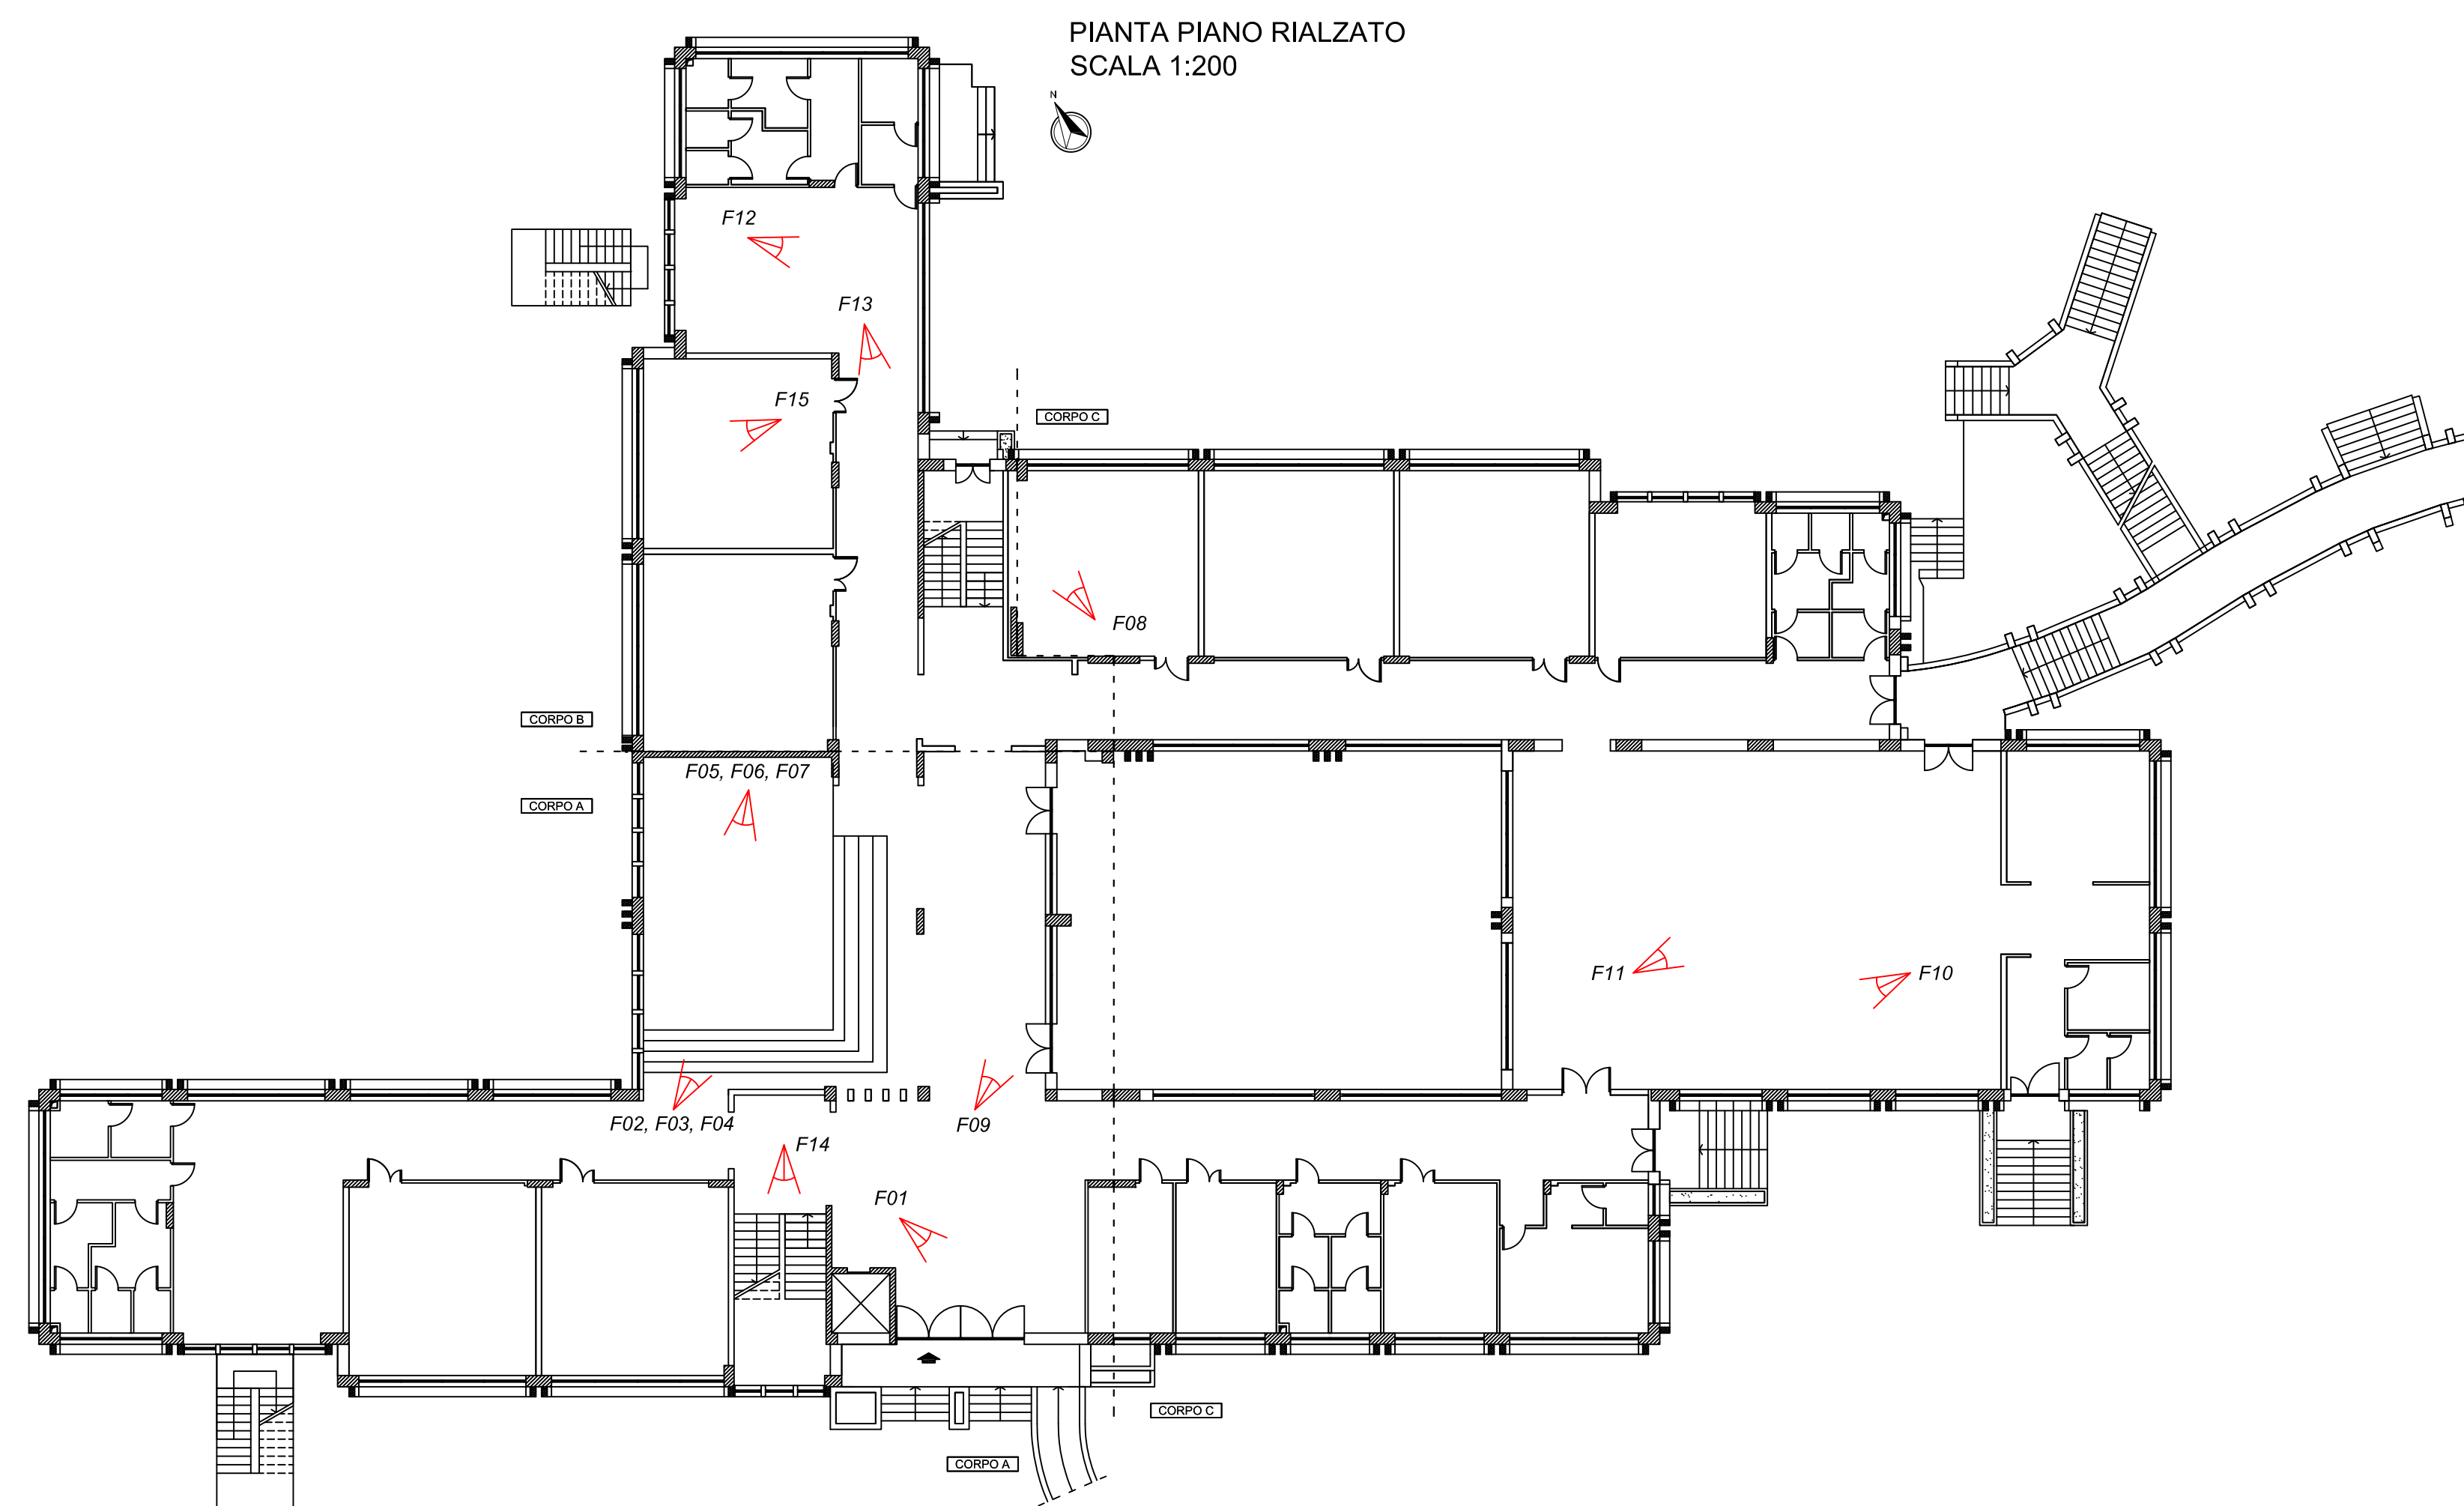 PIANTA PIANO RIALZATO
SCALA 1:200
N
F12
F13
F15
CORPO C
F08
CORPO B
F05, F06, F07
CORPO A
F11
F10
F02, F03, F04
F09
F14
F01
CORPO C
CORPO A